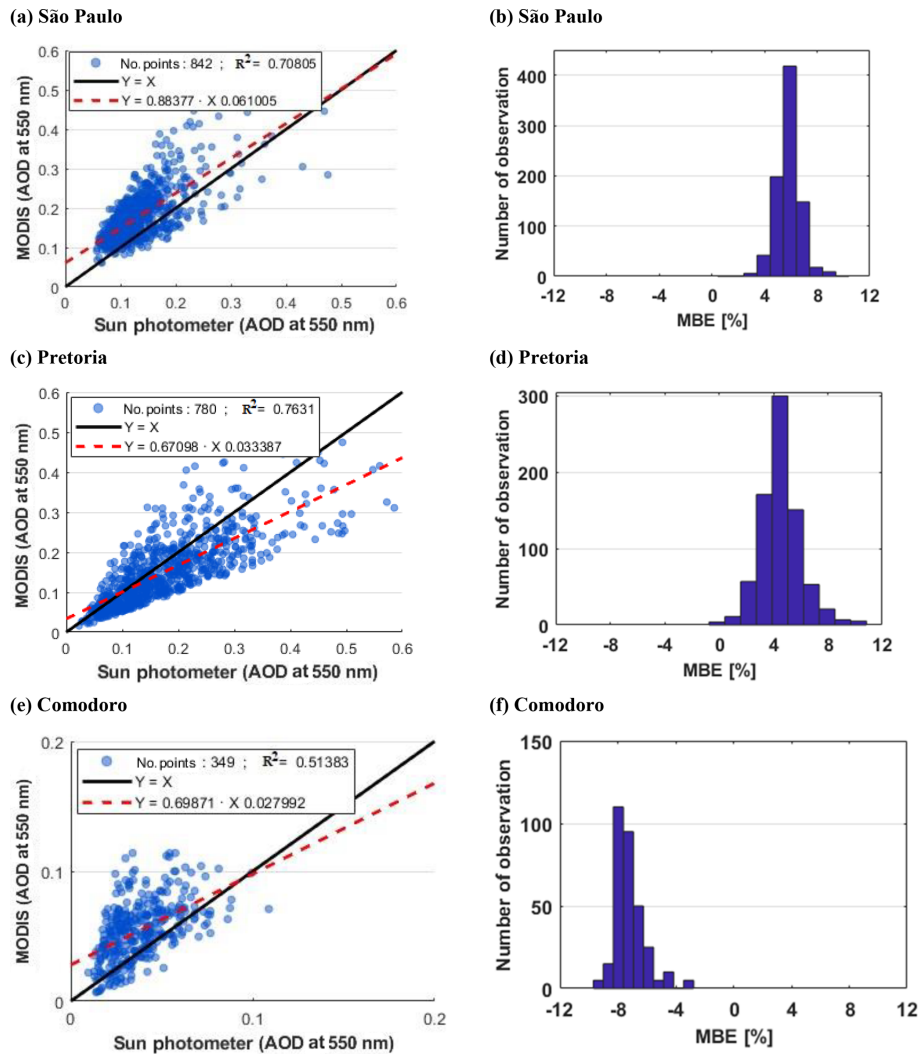 (a) São Paulo
0.6
0.5
0.4
0.3
0.2
0.1
0
MODIS (AOD at 550 nm)
No. points : 842 ; R²= 0.70805
Y = X
Y = 0.88377 · X 0.061005
0 0.1 0.2 0.3 0.4 0.5 0.6
Sun photometer (AOD at 550 nm)
(b) São Paulo
400
300
200
100
0
Number of observation
-12 -8 -4 0 4 8 12
MBE [%]
(c) Pretoria
0.6
0.5
0.4
0.3
0.2
0.1
0
MODIS (AOD at 550 nm)
No. points : 780 ; R²= 0.7631
Y = X
Y = 0.67098 · X 0.033387
0 0.1 0.2 0.3 0.4 0.5 0.6
Sun photometer (AOD at 550 nm)
(d) Pretoria
300
200
100
0
Number of observation
-12 -8 -4 0 4 8 12
MBE [%]
(e) Comodoro
0.2
0.1
0
MODIS (AOD at 550 nm)
No. points : 349 ; R²= 0.51383
Y = X
Y = 0.69871 · X 0.027992
0 0.1 0.2
Sun photometer (AOD at 550 nm)
(f) Comodoro
150
100
50
0
Number of observation
-12 -8 -4 0 4 8 12
MBE [%]